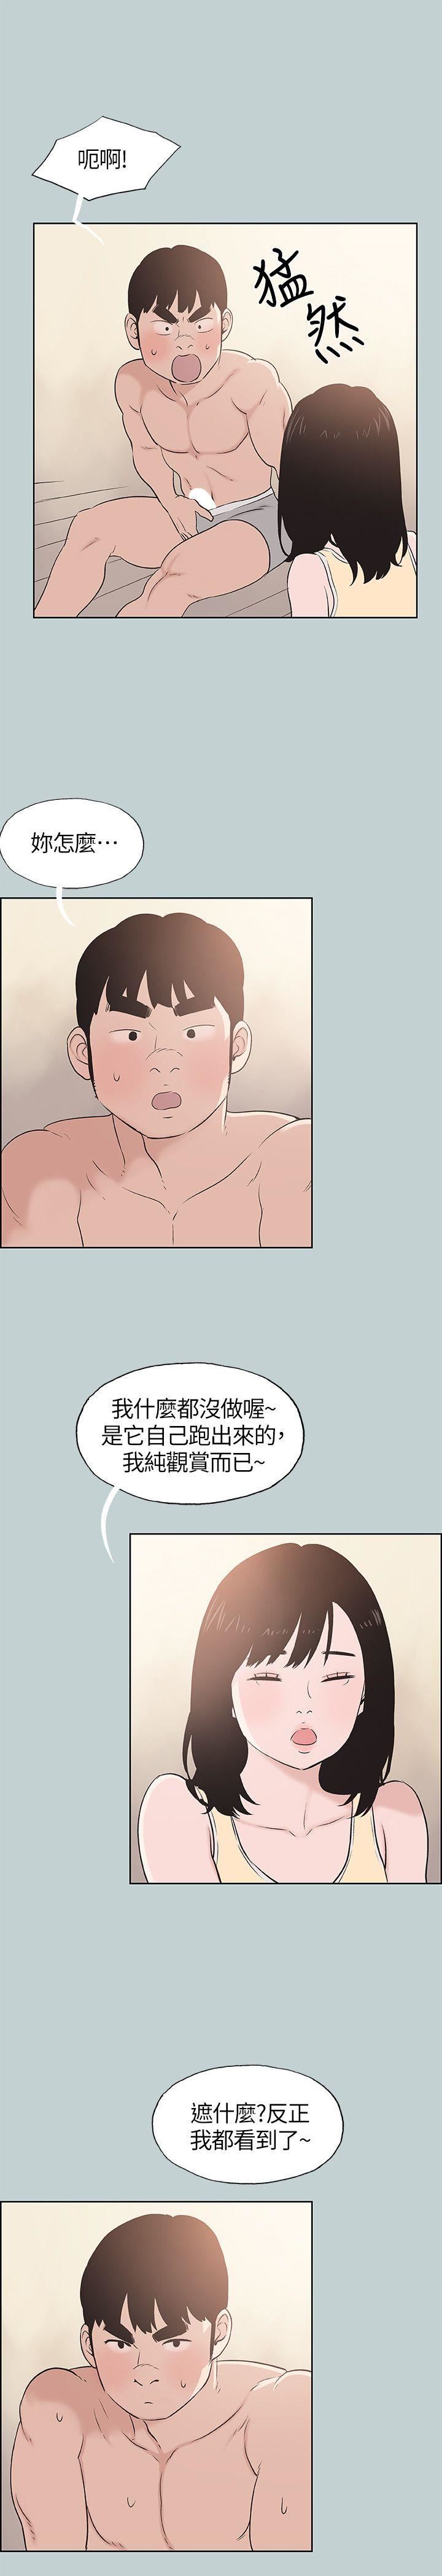 呃啊!
猛然
妳怎麼⋯
我什麼都沒做喔~
是它自己跑出來的，
我純觀賞而已~
遮什麼?反正
我都看到了~